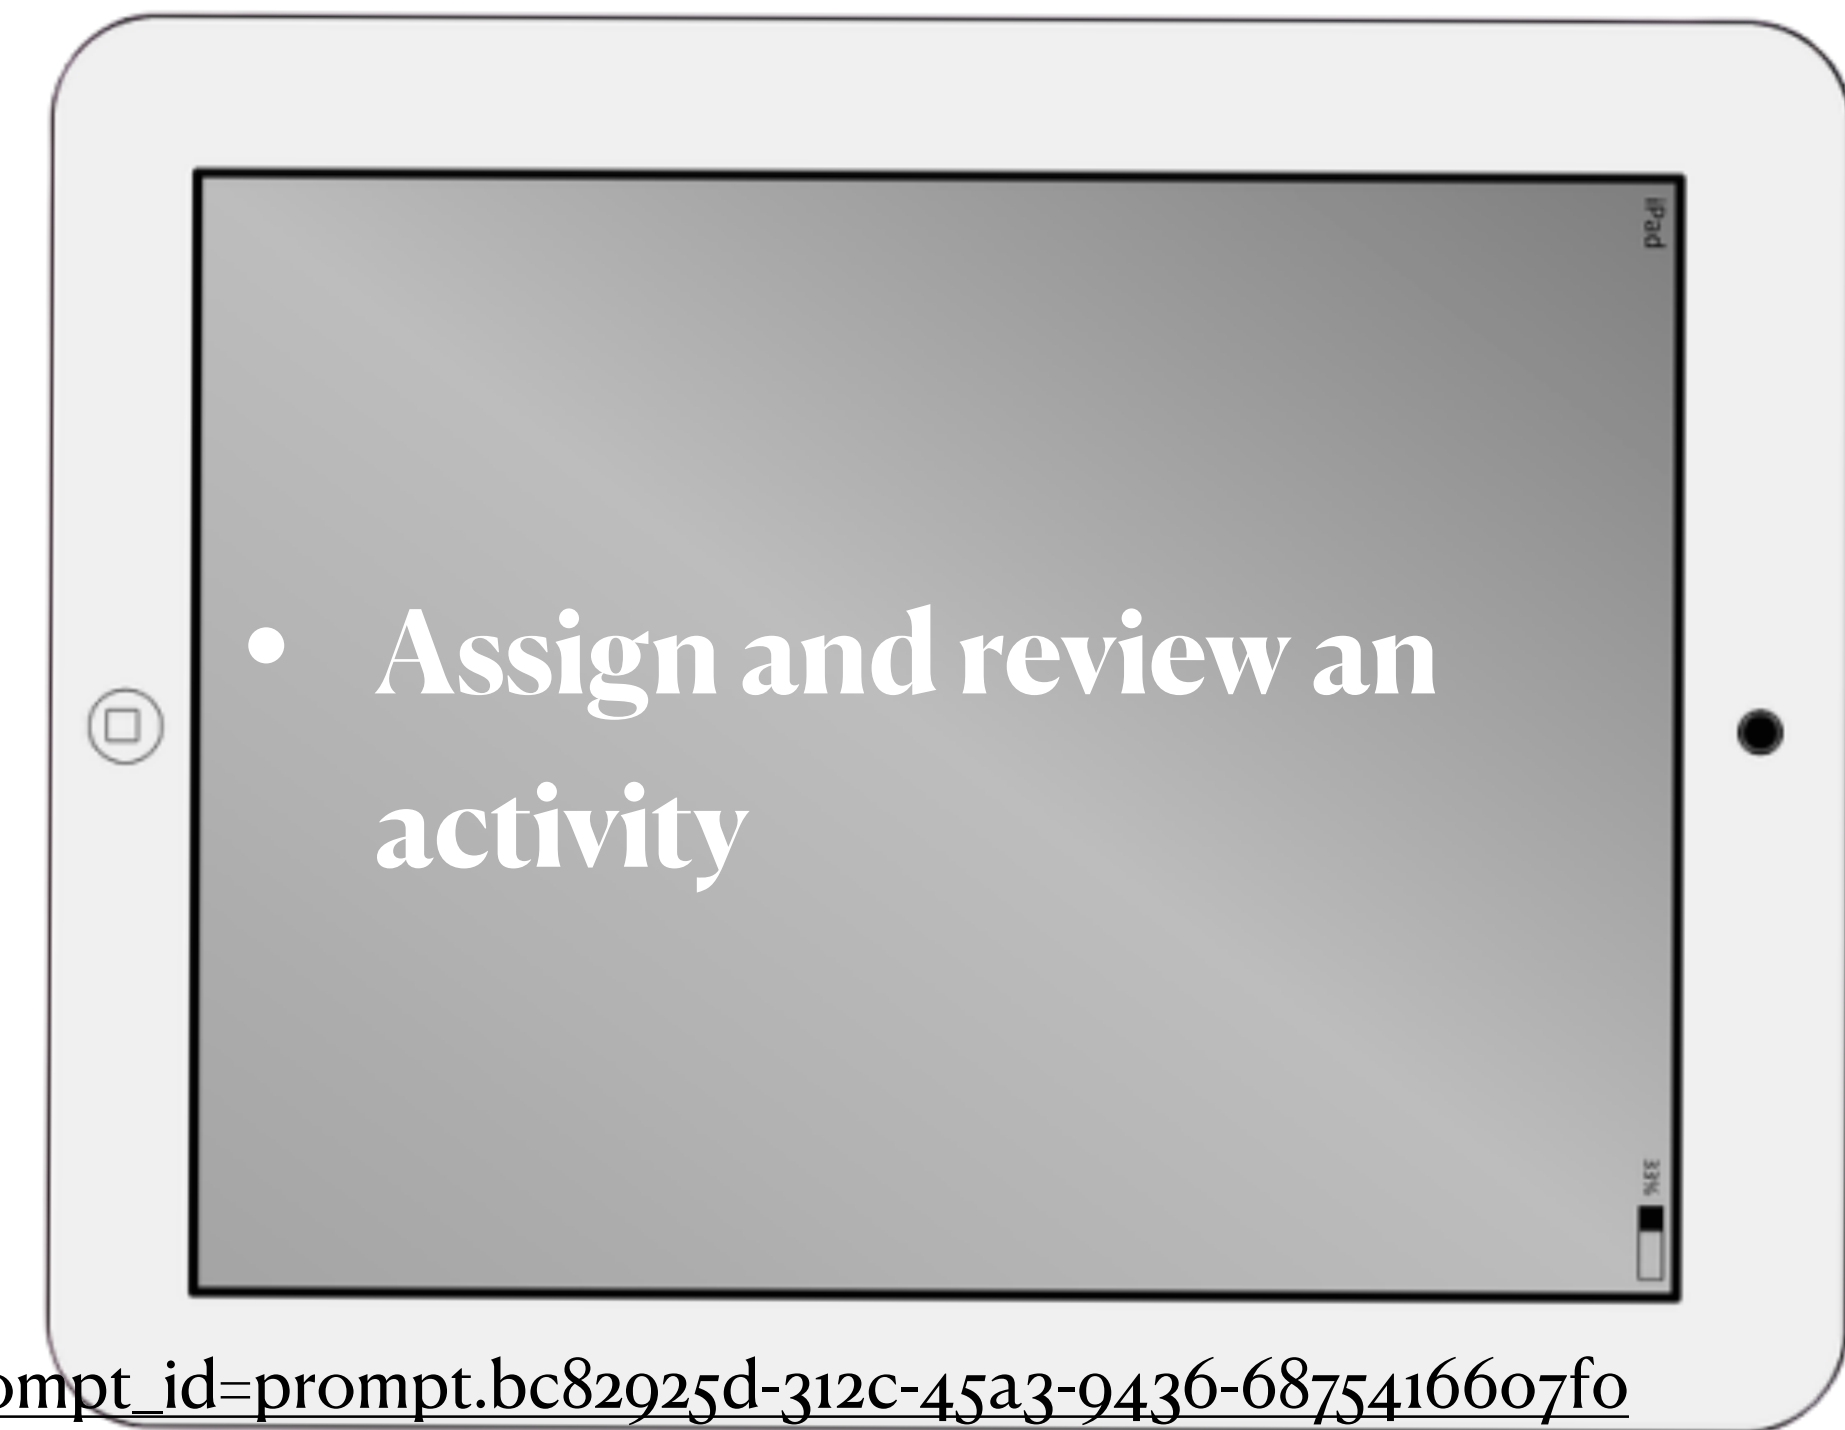 iPad
• Assign and review an
activity
33%
ompt_id=prompt.bc82925d-312c-45a3-9436-6875416607f0